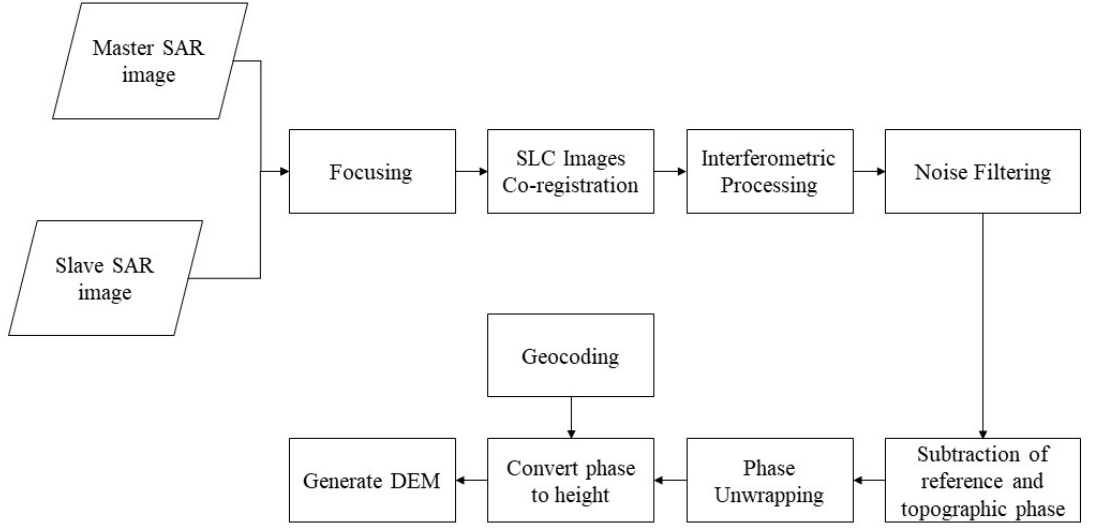 Master SAR
image
Slave SAR
image
Focusing
SLC Images
Co-registration
Interferometric
Processing
Noise Filtering
Subtraction of
reference and
topographic phase
Phase
Unwrapping
Geocoding
Convert phase
to height
Generate DEM